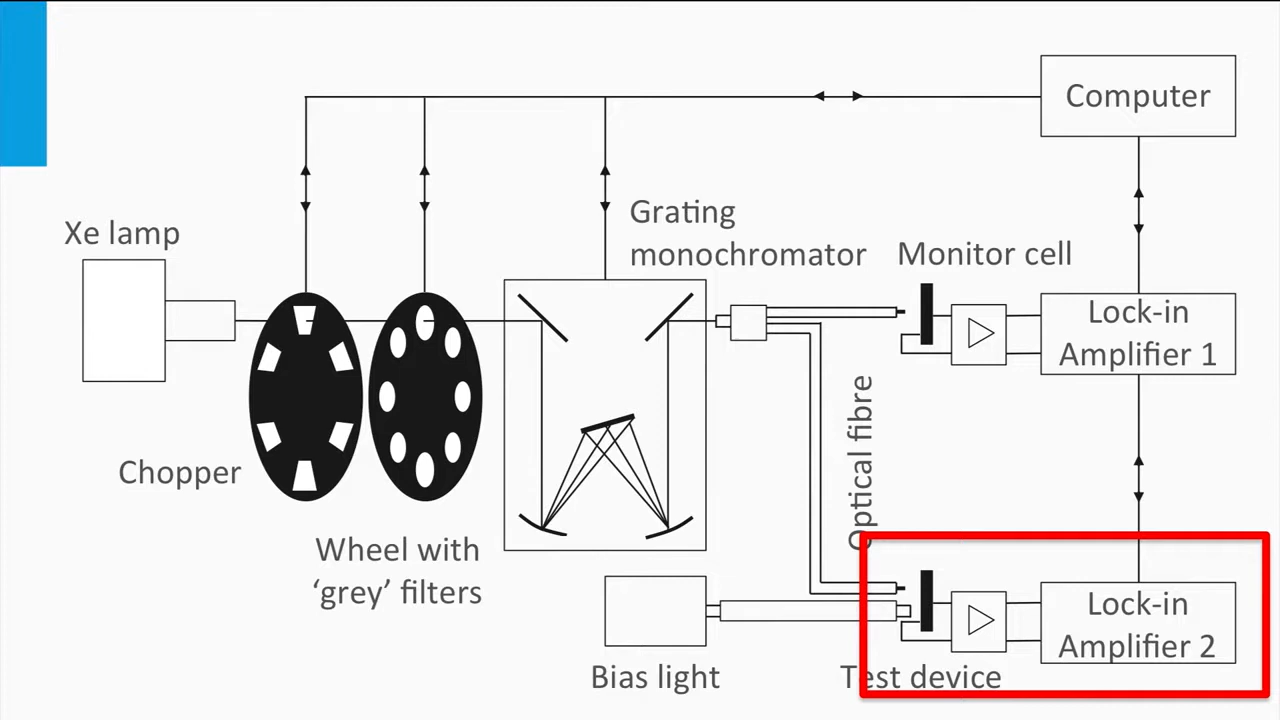 Computer
Xe lamp
Grating
monochromator
Monitor cell
Lock-in
Amplifier 1
Chopper
Optical fibre
Wheel with
‘grey’ filters
Lock-in
Amplifier 2
Bias light
Test device